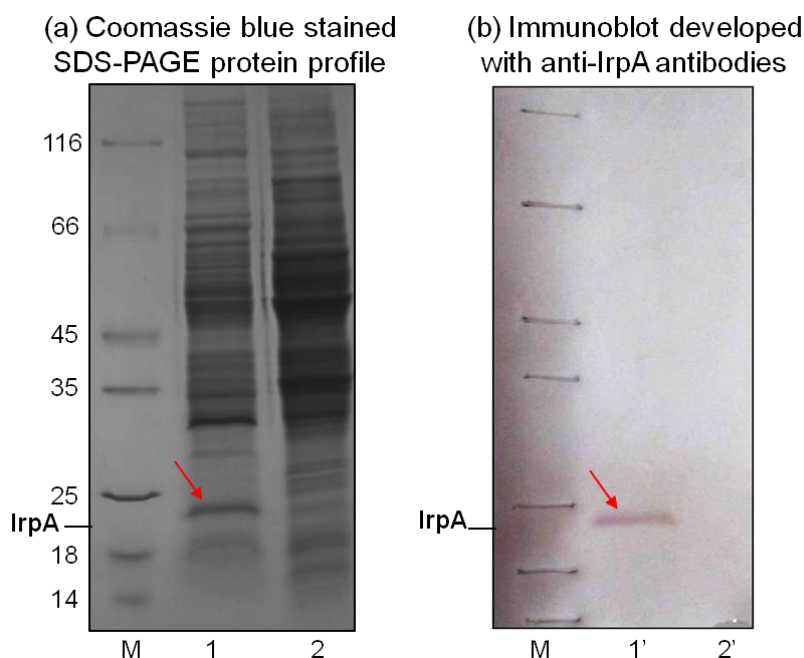 (a) Coomassie blue stained
SDS-PAGE protein profile
116
66
45
35
25
IrpA
18
14
M 1 2
(b) Immunoblot developed
with anti-IrpA antibodies
IrpA
M 1’ 2’